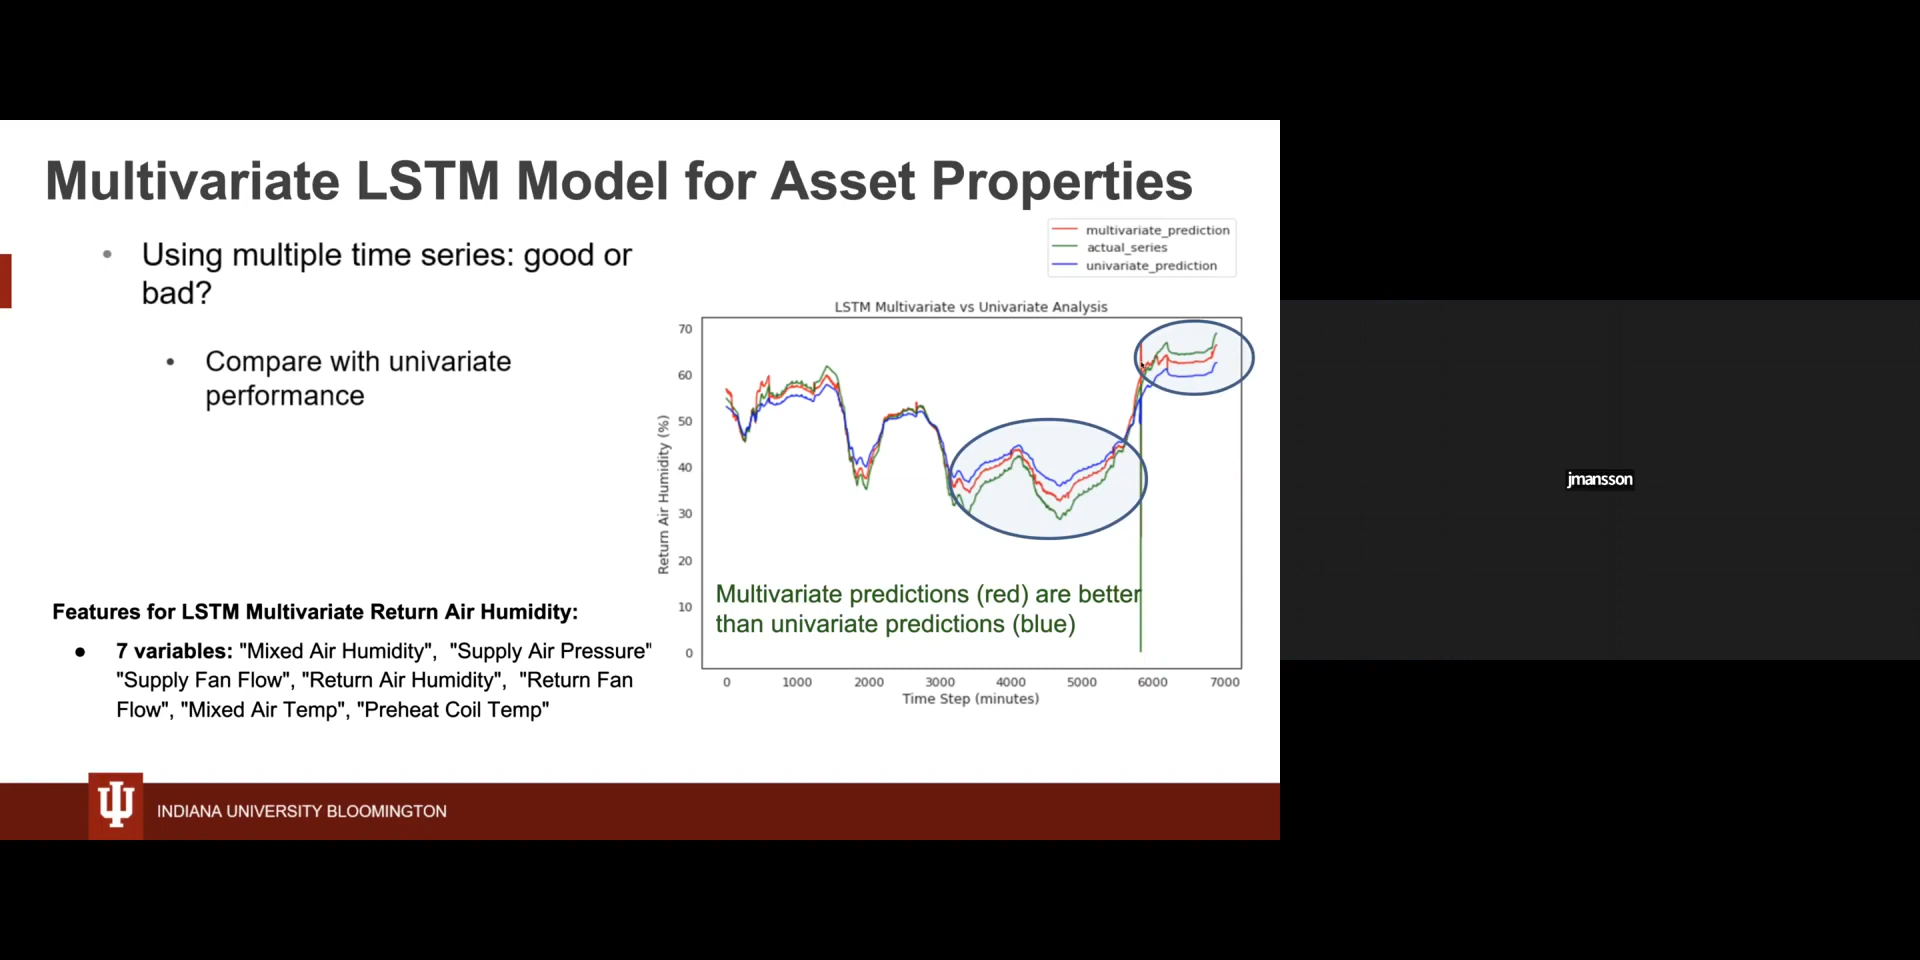 Multivariate LSTM Model for Asset Properties
• Using multiple time series: good or
bad?
• Compare with univariate
performance
multivariate_prediction
actual_series
univariate_prediction
LSTM Multivariate vs Univariate Analysis
70
60
50
40
30
20
10
0
Return Air Humidity (%)
Multivariate predictions (red) are better
than univariate predictions (blue)
0 1000 2000 3000 4000 5000 6000 7000
Time Step (minutes)
Features for LSTM Multivariate Return Air Humidity:
● 7 variables: "Mixed Air Humidity", "Supply Air Pressure"
"Supply Fan Flow", "Return Air Humidity", "Return Fan
Flow", "Mixed Air Temp", "Preheat Coil Temp"
INDIANA UNIVERSITY BLOOMINGTON
jmansson